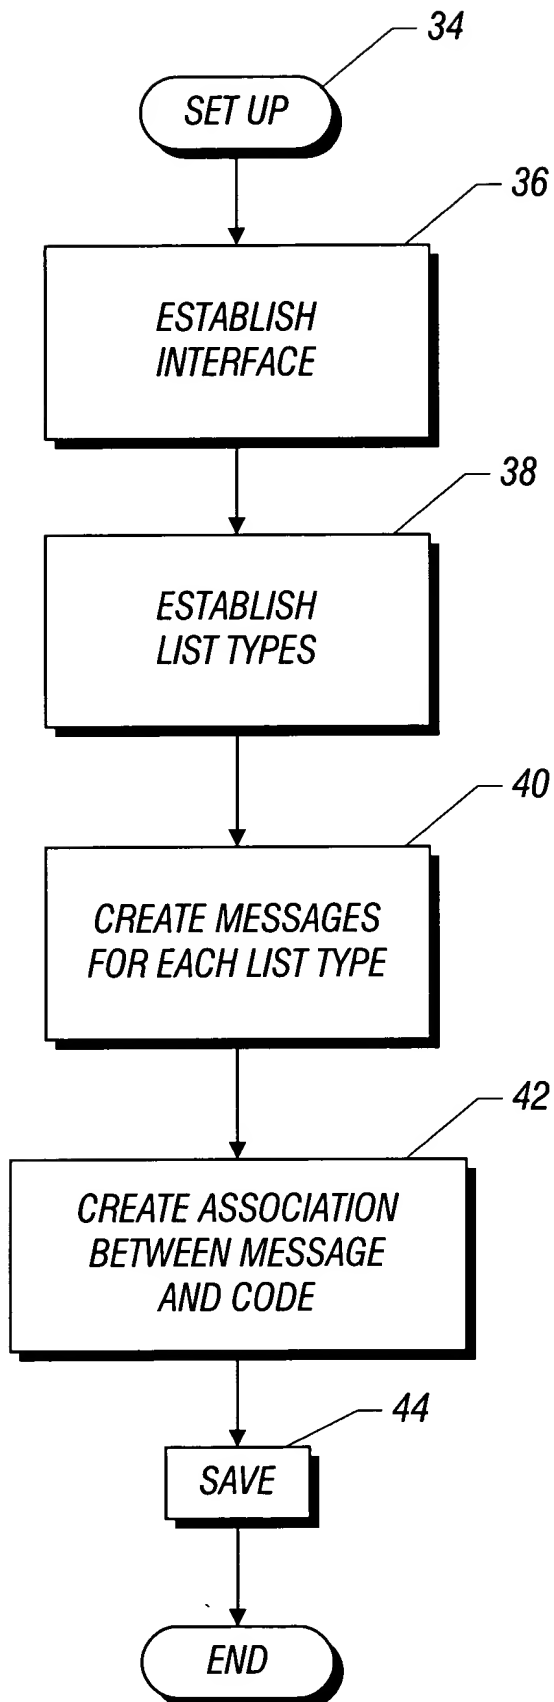 34
SET UP
36
ESTABLISH
INTERFACE
38
ESTABLISH
LIST TYPES
40
CREATE MESSAGES
FOR EACH LIST TYPE
42
CREATE ASSOCIATION
BETWEEN MESSAGE
AND CODE
44
SAVE
END